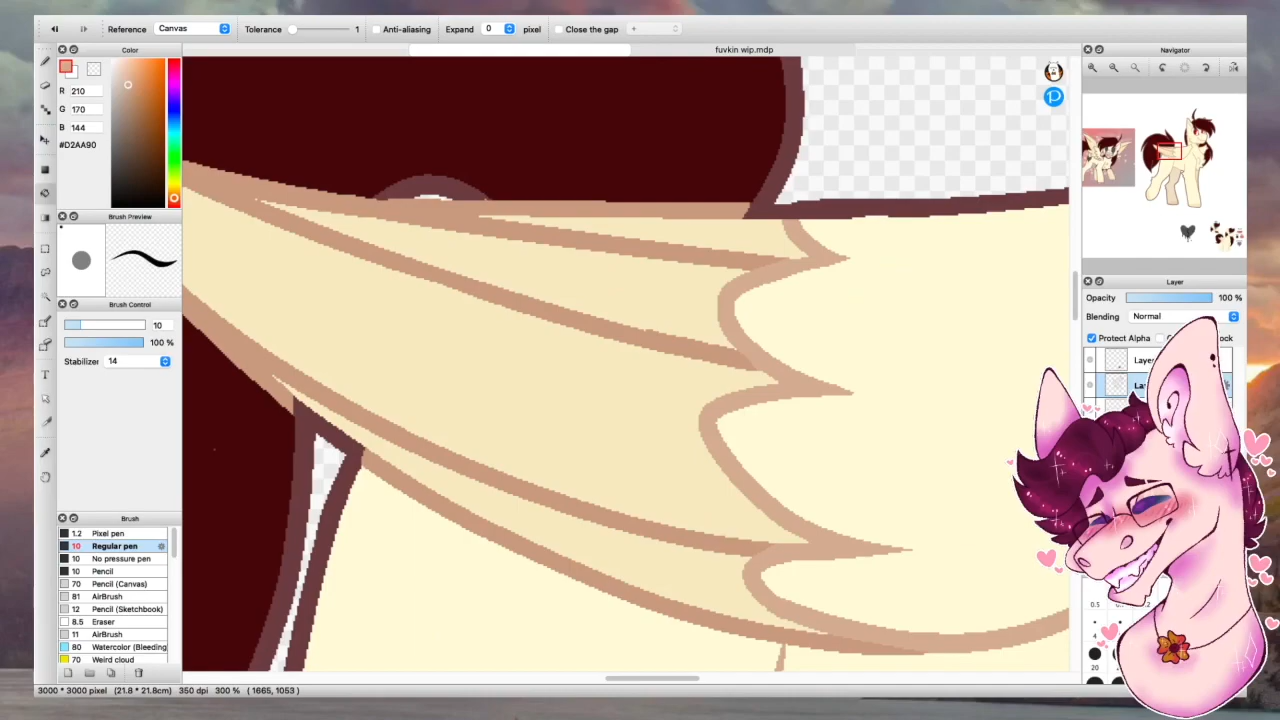 Reference Canvas Tolerance 1 Anti-aliasing Expand 0 pixel Close the gap +
fuvkin wip.mdp
Color
R 210
G 170
B 144
#D2AA90
Brush Preview
Brush Control
10
100 %
Stabilizer 14
Brush
1.2 Pixel pen
10 Regular pen
10 No pressure pen
10 Pencil
70 Pencil (Canvas)
81 AirBrush
12 Pencil (Sketchbook)
8.5 Eraser
11 AirBrush
80 Watercolor (Bleeding
70 Weird cloud
3000 * 3000 pixel (21.8 * 21.8cm) 350 dpi 300 % ( 1665, 1053 )
Navigator
Layer
Opacity 100 %
Blending Normal
Protect Alpha
0.5
4
20